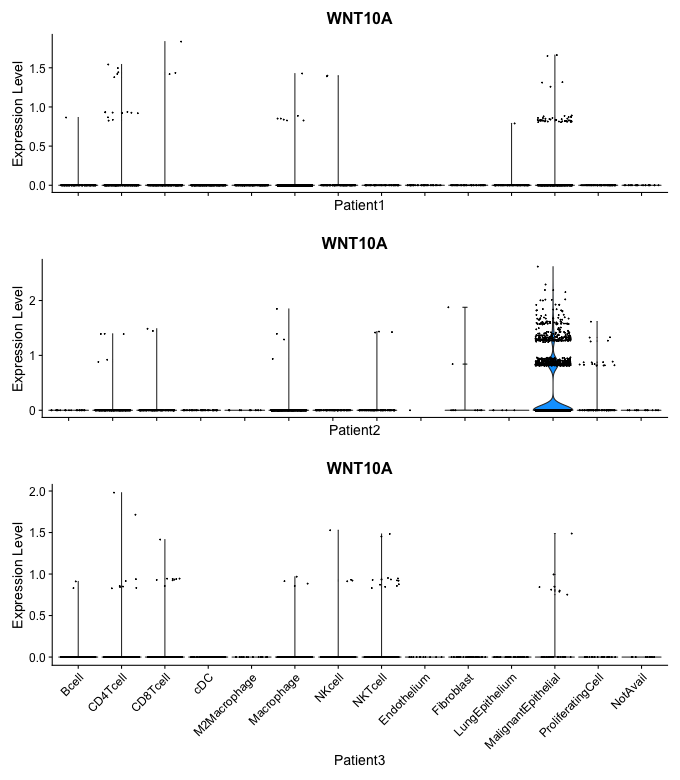 WNT10A
Expression Level
1.5
1.0
0.5
0.0
Patient1
WNT10A
Expression Level
2
1
0
Patient2
WNT10A
Expression Level
2.0
1.5
1.0
0.5
0.0
Bcell
CD4Tcell
CD8Tcell
cDC
M2Macrophage
Macrophage
NKcell
NKTcell
Endothelium
Fibroblast
LungEpithelium
MalignantEpithelial
ProliferatingCell
NotAvail
Patient3